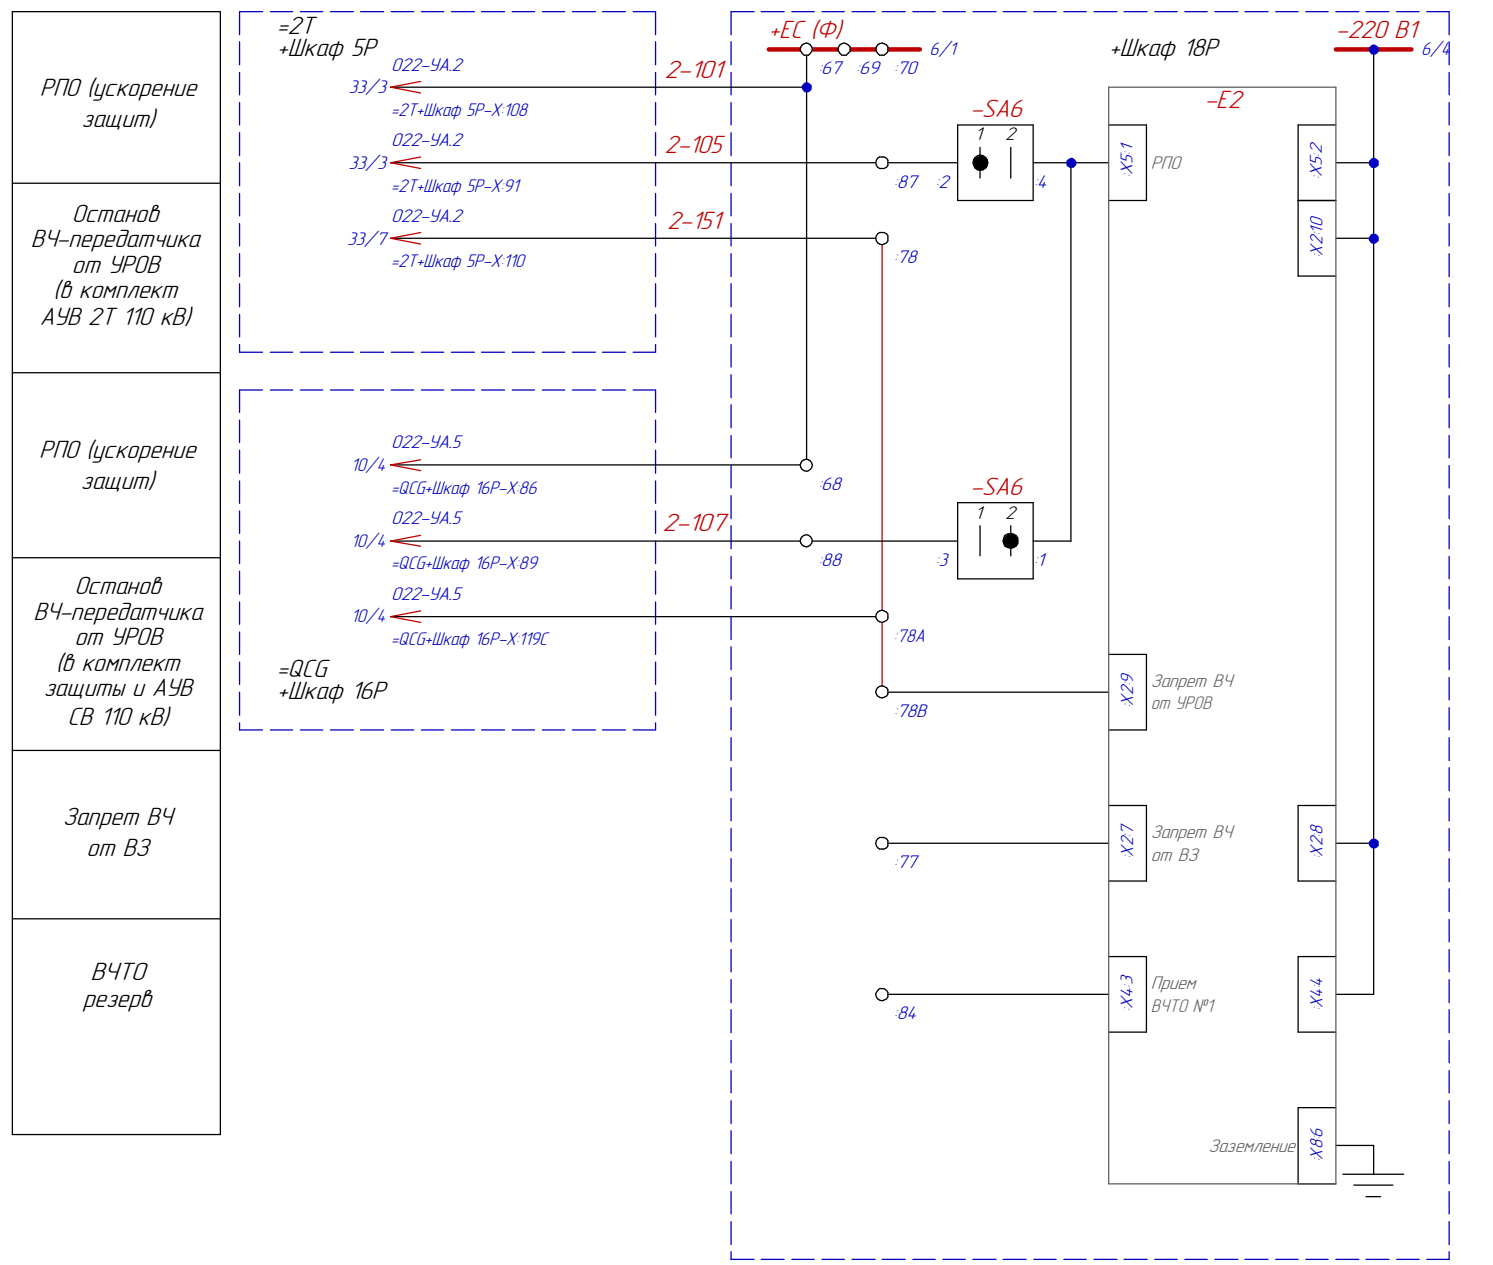 РПО (ускорение
защит)
Останов
ВЧ-передатчика
от УРОВ
(в комплект
АУВ 2Т 110 кВ)
РПО (ускорение
защит)
Останов
ВЧ-передатчика
от УРОВ
(в комплект
защиты и АУВ
СВ 110 кВ)
Запрет ВЧ
от ВЗ
ВЧТО
резерв
=2Т
+Шкаф 5Р
022-УА.2
33/3
2-101
=2Т+Шкаф 5Р-Х:108
022-УА.2
33/3
2-105
=2Т+Шкаф 5Р-Х:91
022-УА.2
33/7
2-151
=2Т+Шкаф 5Р-Х:110
022-УА.5
10/4
=QCG+Шкаф 16Р-Х:86
022-УА.5
10/4
2-107
=QCG+Шкаф 16Р-Х:89
022-УА.5
10/4
=QCG+Шкаф 16Р-Х:119С
=QCG
+Шкаф 16Р
+ЕС (Ф)
6/1
:67 :69 :70
+Шкаф 18Р
-220 В1
6/4
-SA6
1 2
:87 :2 :4
:78
:68
-SA6
1 2
:88 :3 :1
:78А
:78В
:77
:84
-Е2
:Х5:1
РПО
:Х5:2
:Х2:10
:Х2:9
Запрет ВЧ
от УРОВ
:Х2:7
Запрет ВЧ
от ВЗ
:Х2:8
:Х4:3
Прием
ВЧТО №1
:Х4:4
Заземление
:Х8:6